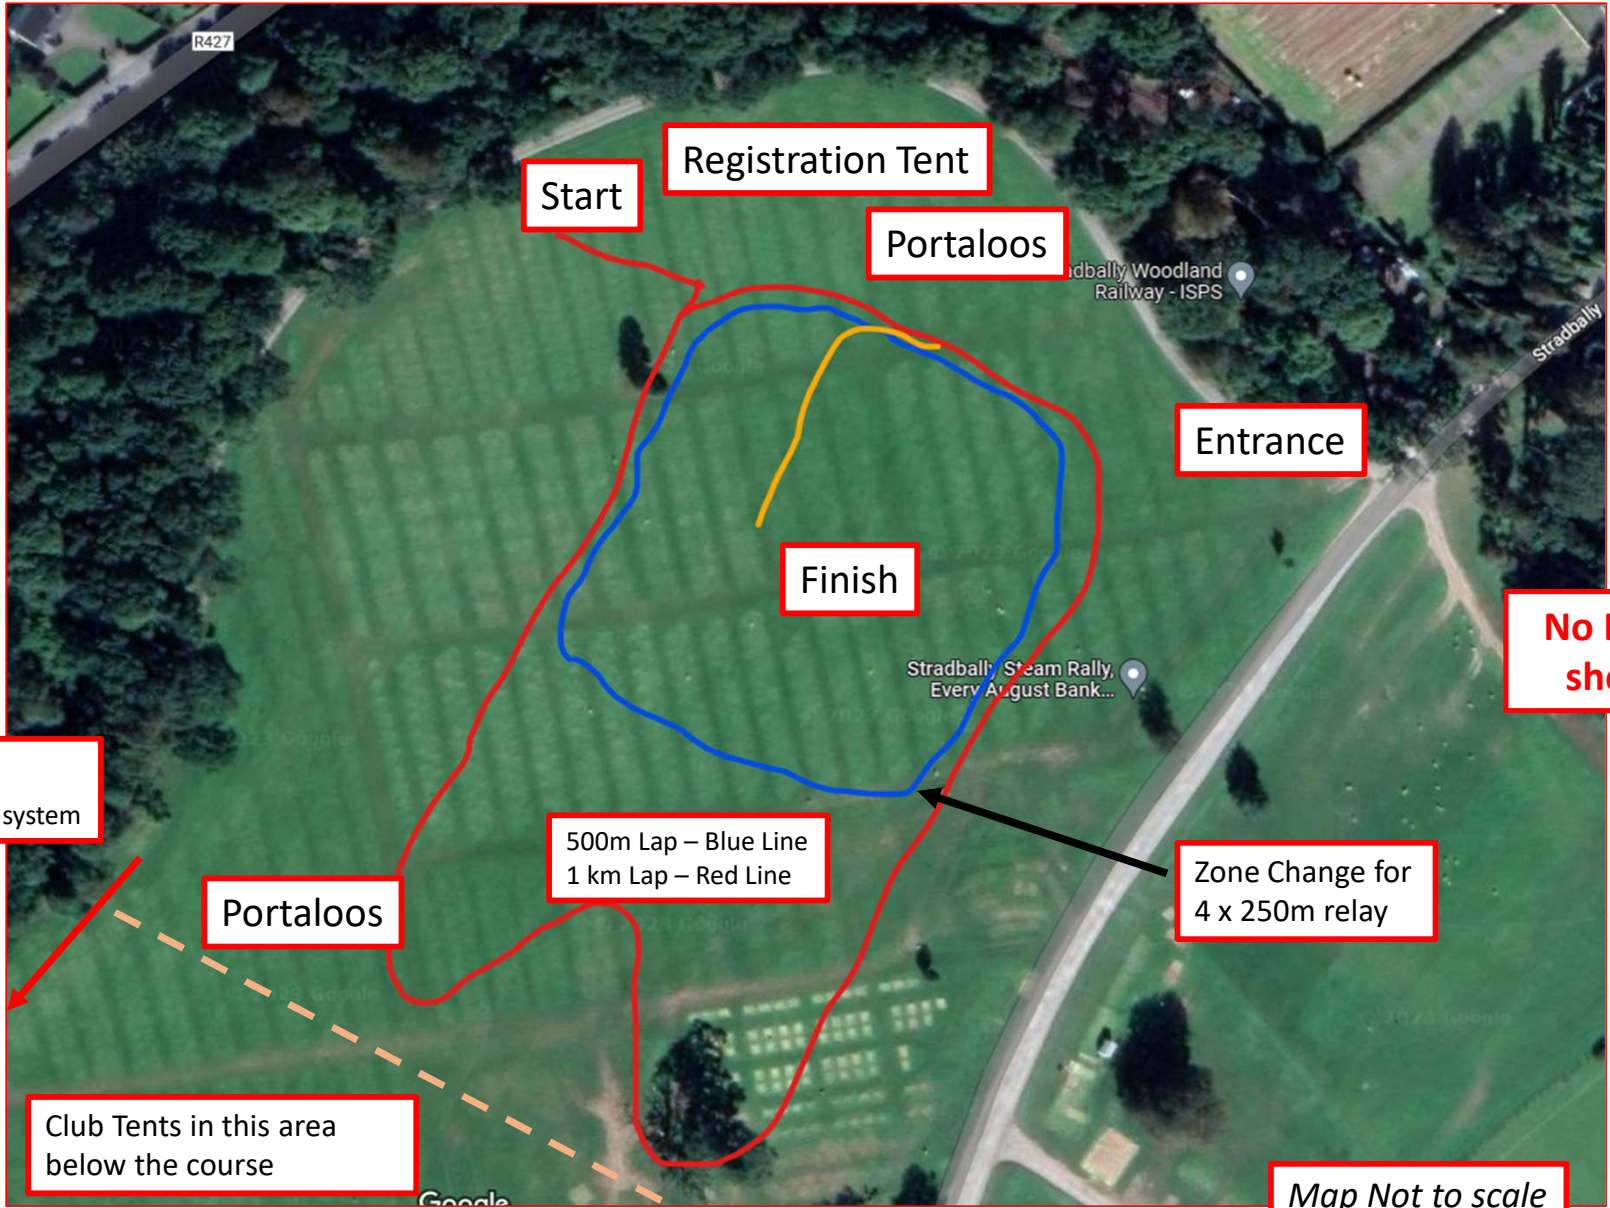 R427
Registration Tent
Start
Portaloos
adbally Woodland
Railway - ISPS
Stradbally
Entrance
Finish
No
sho
Stradbally Steam Rally,
Every August Bank...
system
500m Lap – Blue Line
1 km Lap – Red Line
Zone Change for
4 x 250m relay
Portaloos
Club Tents in this area
below the course
Google
Map Not to scale